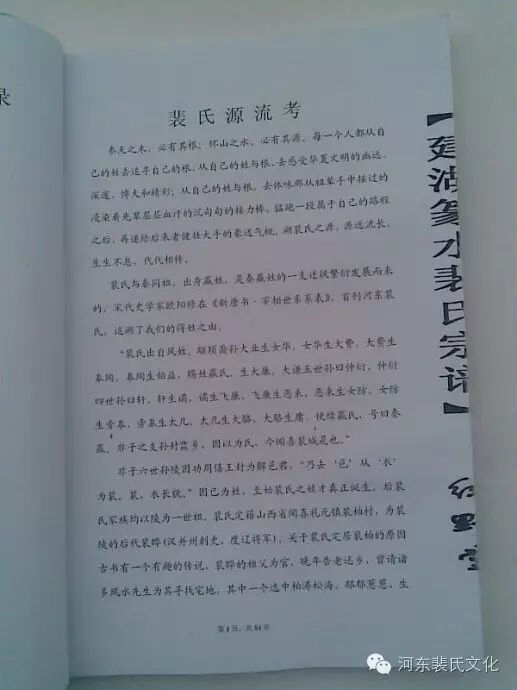 录
裴氏源流考
参天之木，必有其根；怀山之水，必有其源，每一个人都从自
己的姓去追寻自己的根，从自己的姓与根，去感受华夏文明的幽远、
深邃、博大和精彩；从自己的姓与根，去体味那从祖辈手中接过的
浸染着先辈层层血汗的沉甸甸的接力棒，猛跑一段属于自己的路程
之后，再递给后来者健壮大手的豪迈气概，溯裴氏之源，源远流长，
生生不息，代代相传。
裴氏与秦同祖，出身嬴姓，是秦嬴姓的一支迁徙繁衍发展而来
的，宋代史学家欧阳修在《新唐书·宰相世系系表》，首列河东裴
氏，追溯了我们的得姓之由。
“裴氏出自风姓，颛顼裔孙大业生女华，女华生大费，大费生
皋陶，皋陶生伯益，赐姓嬴氏，生大廉，大谦五世孙曰仲衍，仲衍
四世孙曰轩，轩生潏，潏生飞廉，飞廉生恶来，恶来生女防，女防
生旁皋，旁皋生太几，太几生大骆，大骆生庸，使续嬴氏，号曰秦
嬴，非子之支孙封 乡，因以为氏，今闻喜裴城是也。”
非子六世孙陵因功周僖王封为解邑君，“乃去‘邑’从‘衣’
为裴，裴，衣长貌。”因已为姓，至始裴氏之姓才真正诞生，后裴
氏家族均以陵为一世祖，裴氏定籍山西省闻喜礼元镇裴柏村，为裴
陵的后代裴晔（汉并州刺史，度辽将军），关于裴氏定居裴柏的原因
古书有一个有趣的传说，裴晔的祖父为官，晚年告老还乡，曾请诸
多风水先生为其寻找宅地，其中一个选中柏涛松海，郁郁葱葱，生
第1页，共84页
【建湖篆水裴氏宗谱】
堂
河东裴氏文化